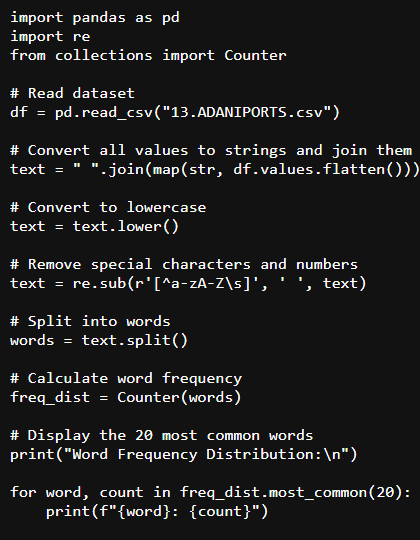 import pandas as pd
import re
from collections import Counter

# Read dataset
df = pd.read_csv("13.ADANIPORTS.csv")

# Convert all values to strings and join them
text = " ".join(map(str, df.values.flatten()))

# Convert to lowercase
text = text.lower()

# Remove special characters and numbers
text = re.sub(r'[^a-zA-Z\s]', ' ', text)

# Split into words
words = text.split()

# Calculate word frequency
freq_dist = Counter(words)

# Display the 20 most common words
print("Word Frequency Distribution:\n")

for word, count in freq_dist.most_common(20):
    print(f"{word}: {count}")